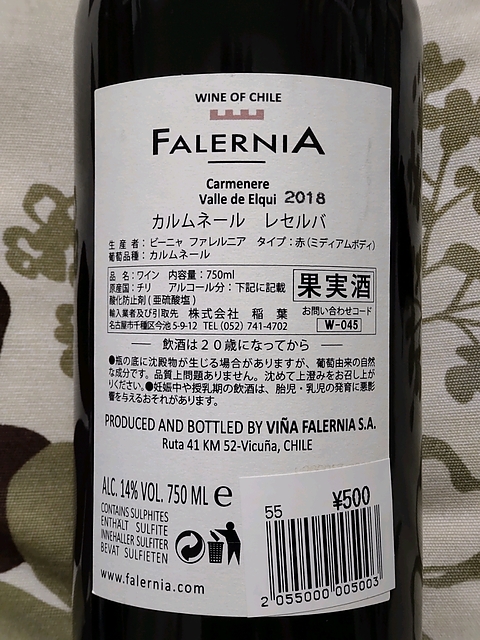 WINE OF CHILE
FALERNIA
Carmenere
Valle de Elqui 2018
カルムネール レセルバ
生産者：ビーニャ ファレルニア タイプ：赤(ミディアムボディ)
葡萄品種：カルムネール
品名：ワイン 内容量：750ml
原産国：チリ アルコール分：下記に記載
酸化防止剤(亜硫酸塩)
果実酒
輸入業者及び引取先 株式会社 稲葉
名古屋市千種区今池5-9-12 TEL(052) 741-4702
お問い合わせコード
W-045
飲酒は２０歳になってから
●瓶の底に沈殿物が生じる場合がありますが、葡萄由来の自然
な成分です。品質上問題ありません。沈めて上澄みをお召し上が
りください。●妊娠中や授乳期の飲酒は、胎児・乳児の発育に悪影
響を与えるおそれがあります。
PRODUCED AND BOTTLED BY VIÑA FALERNIA S.A.
Ruta 41 KM 52-Vicuña, CHILE
ALC. 14% VOL. 750 ML e
CONTAINS SULPHITES
ENTHÄLT SULFITE
INNEHALLER SULFITER
BEVAT SULFIETEN
www.falernia.com
55 ¥500
2 055000 005003